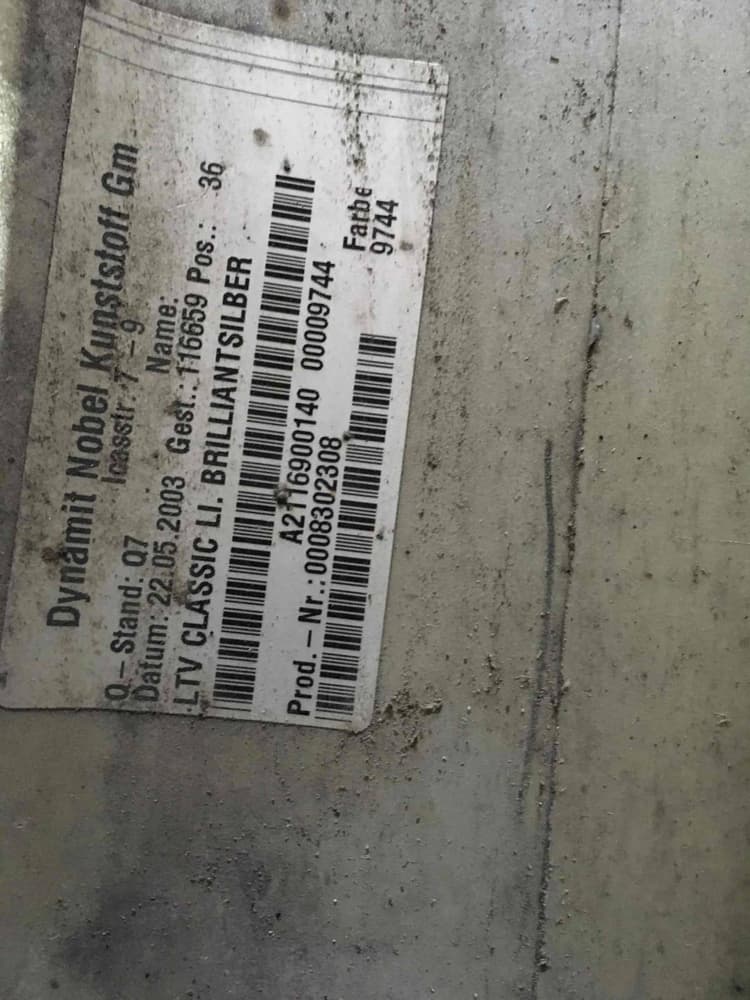 Dynamit Nobel Kunststoff Gm
Icasstr. 7 - 9
Q.- Stand: Q7 Name:
Datum: 22.05.2003 Gest.: 116659 Pos.: 36
LTV CLASSIC LI. BRILLIANTSILBER
A2116900140 00009744
Prod.-Nr.:0008302308 Farbe
9744